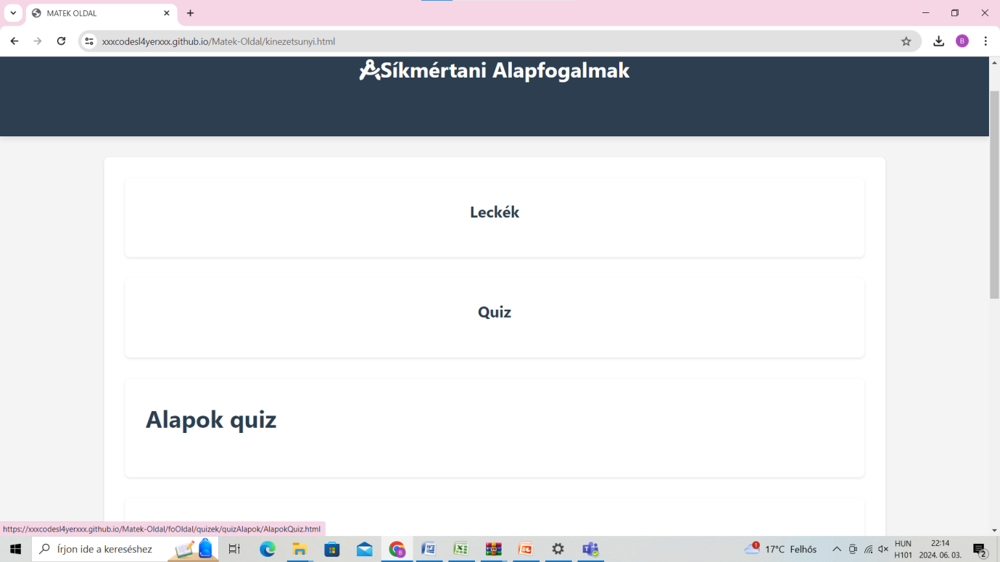 MATEK OLDAL
xxxcodesl4yerxxx.github.io/Matek-Oldal/kinezetsunyi.html
B
Síkmértani Alapfogalmak
Leckék
Quiz
Alapok quiz
https://xxxcodesl4yerxxx.github.io/Matek-Oldal/foOldal/quizek/quizAlapok/AlapokQuiz.html
Írjon ide a kereséshez
1
17°C Felhős
HUN
H101
22:14
2024. 06. 03.
2